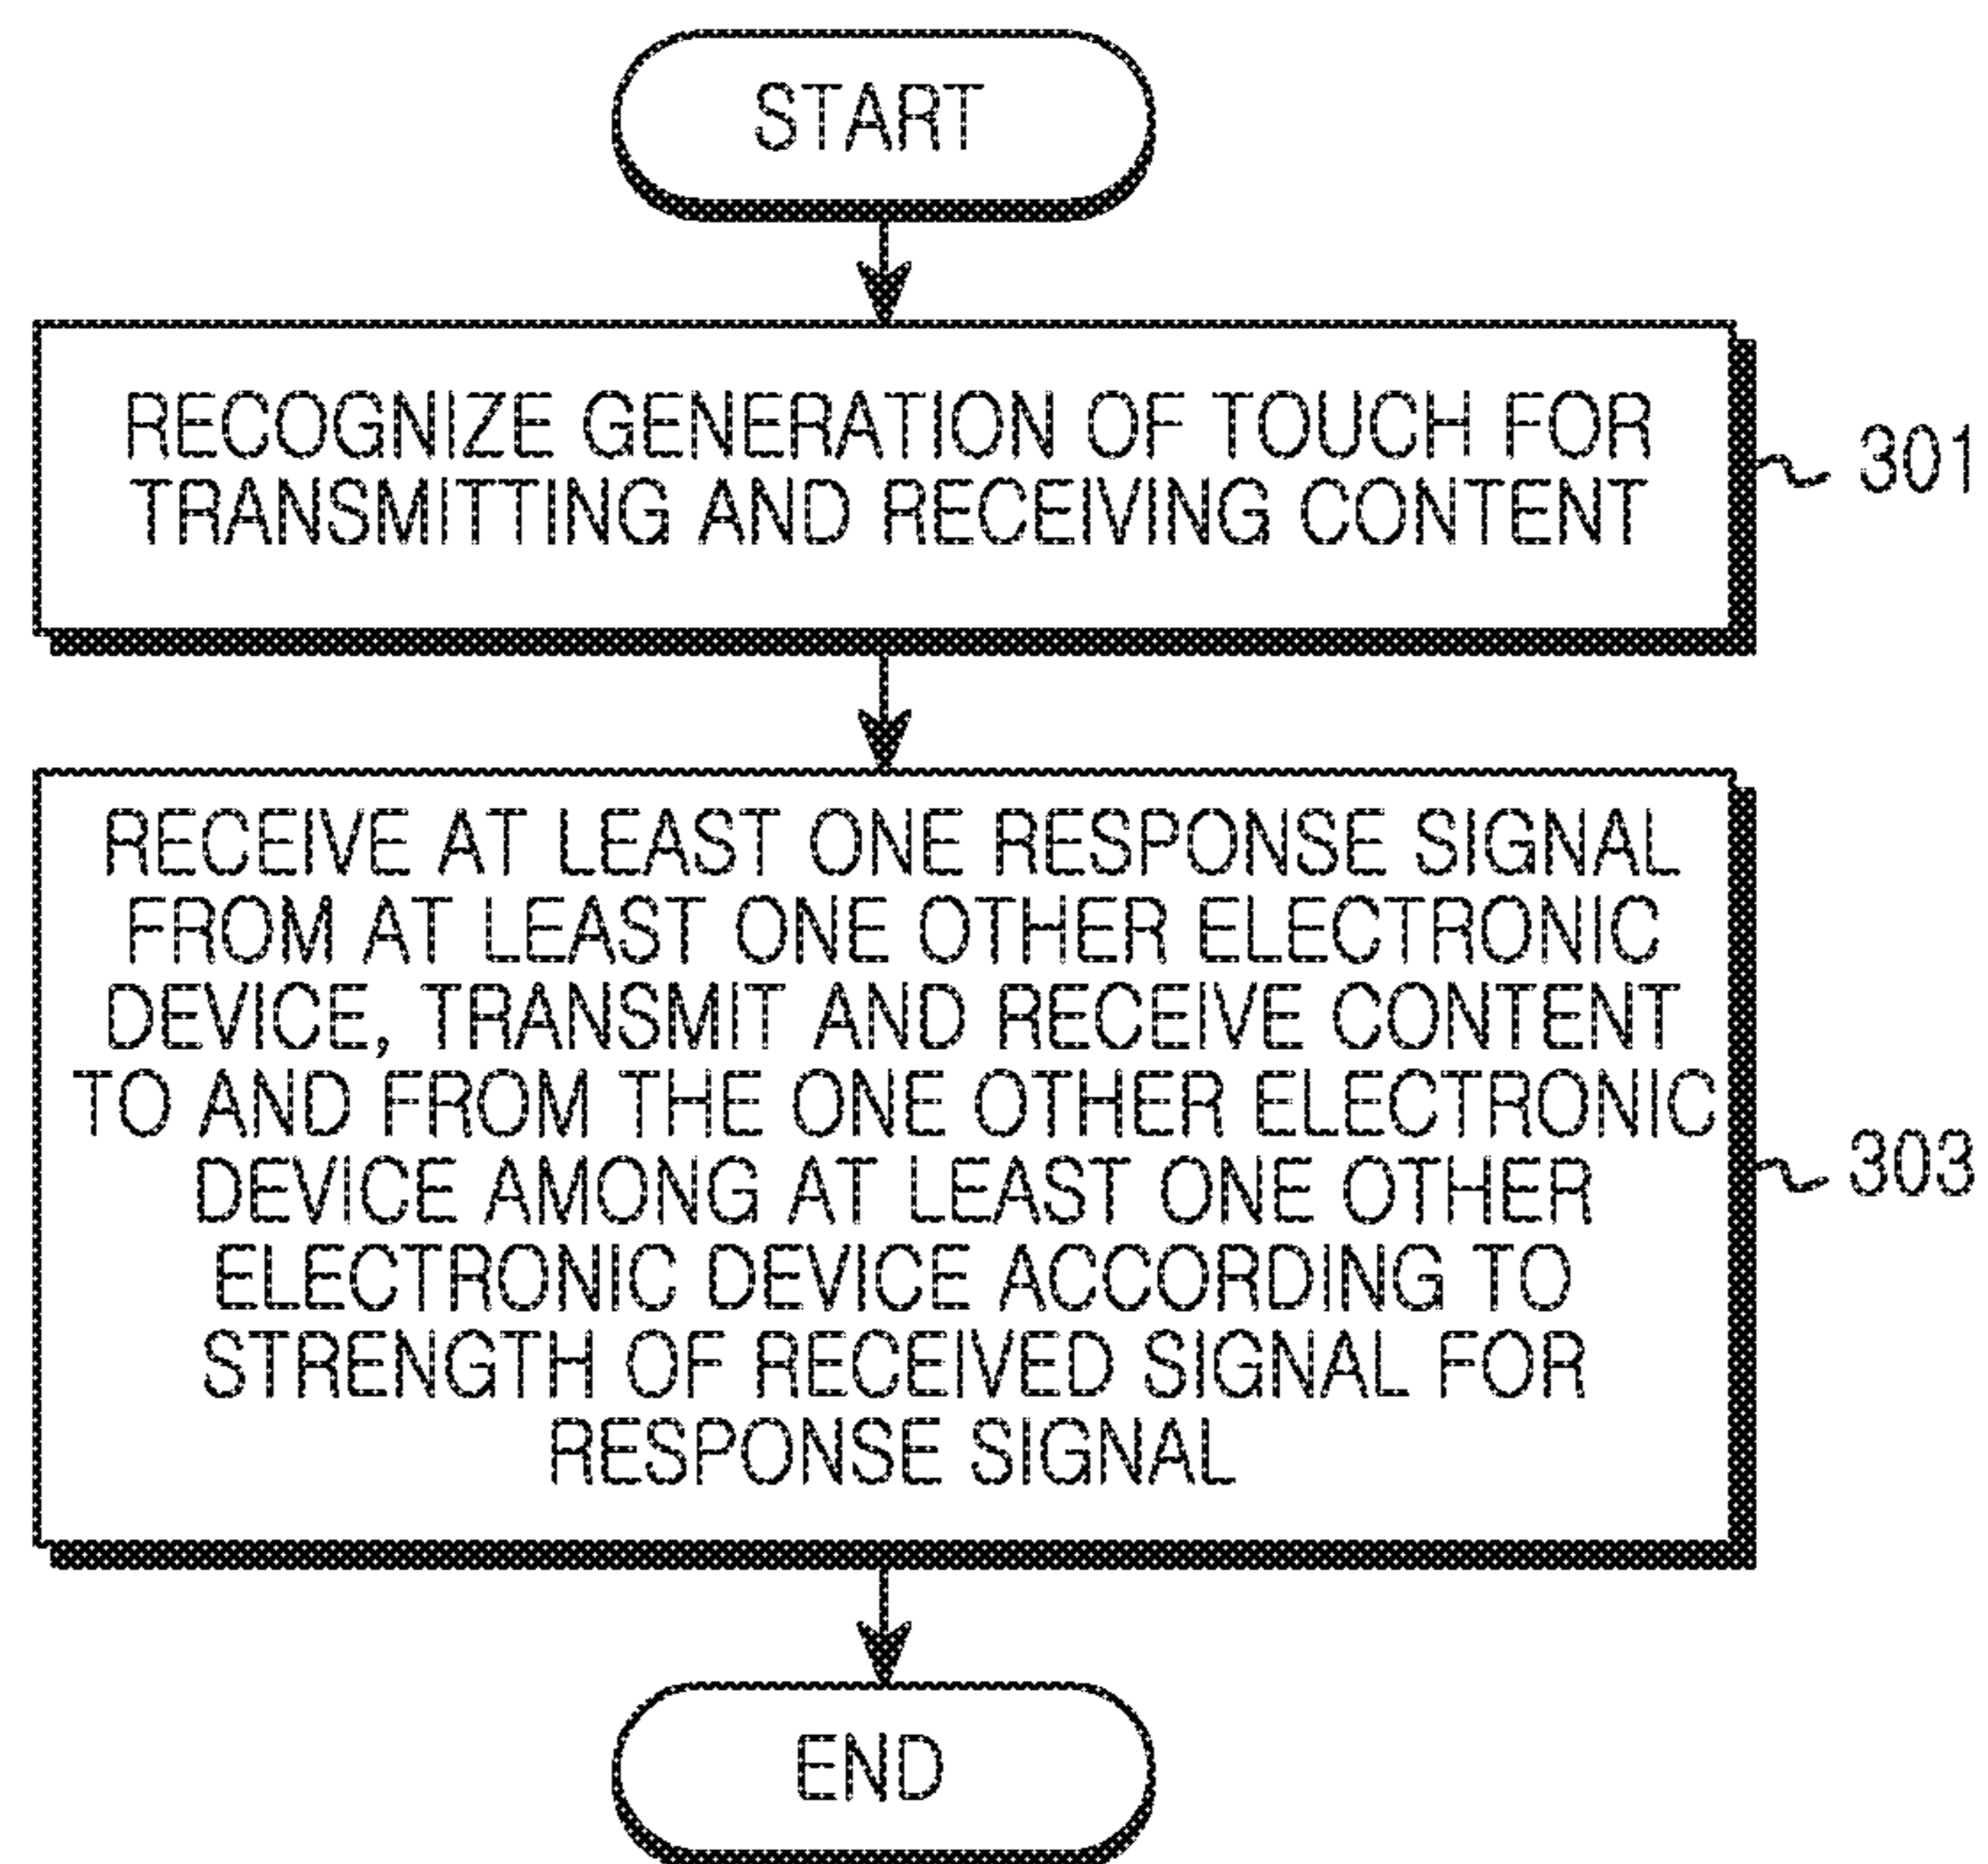 START
RECOGNIZE GENERATION OF TOUCH FOR
TRANSMITTING AND RECEIVING CONTENT
301
RECEIVE AT LEAST ONE RESPONSE SIGNAL
FROM AT LEAST ONE OTHER ELECTRONIC
DEVICE, TRANSMIT AND RECEIVE CONTENT
TO AND FROM THE ONE OTHER ELECTRONIC
DEVICE AMONG AT LEAST ONE OTHER
ELECTRONIC DEVICE ACCORDING TO
STRENGTH OF RECEIVED SIGNAL FOR
RESPONSE SIGNAL
303
END